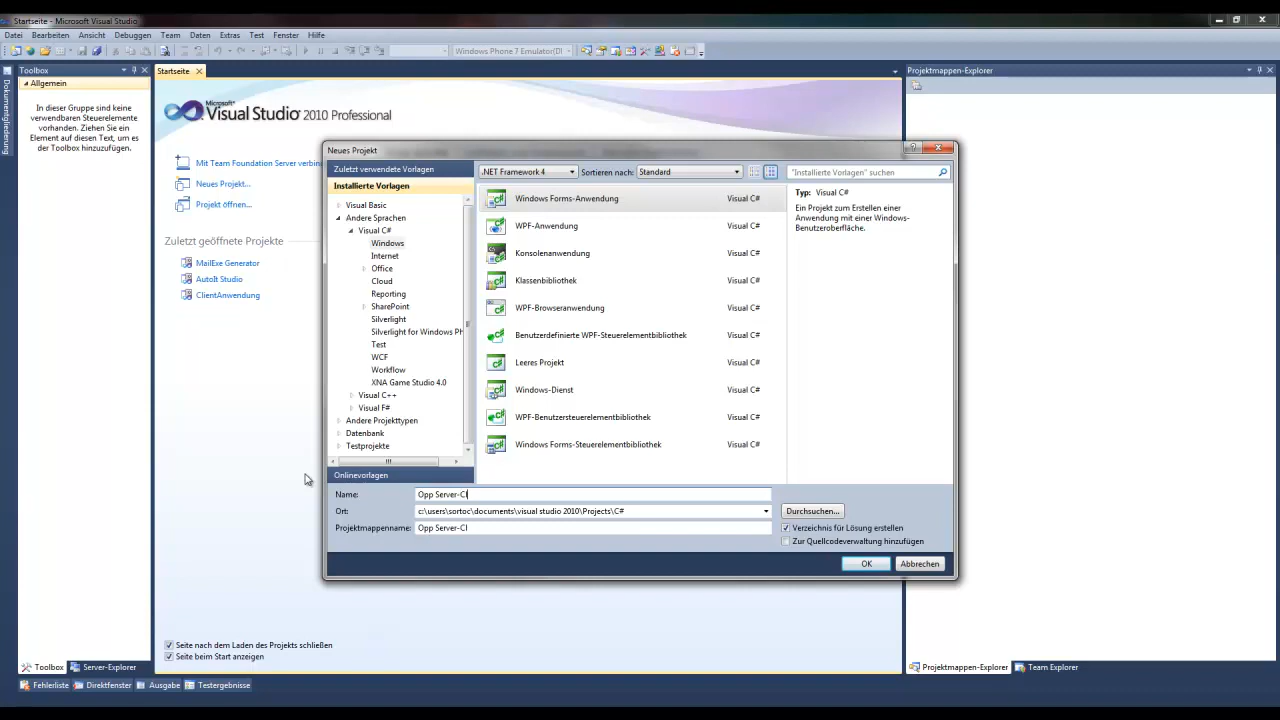 Startseite - Microsoft Visual Studio
Datei Bearbeiten Ansicht Debuggen Team Daten Extras Test Fenster Hilfe
Windows Phone 7 Emulator(DI
Toolbox
Allgemein
In dieser Gruppe sind keine
verwendbaren Steuerelemente
vorhanden. Ziehen Sie ein
Element auf diesen Text, um es
der Toolbox hinzuzufügen.
Dokumentgliederung
Startseite
Microsoft
Visual Studio 2010 Professional
Mit Team Foundation Server verbin
Neues Projekt...
Projekt öffnen...
Zuletzt geöffnete Projekte
MailExe Generator
AutoIt Studio
ClientAnwendung
Neues Projekt
Zuletzt verwendete Vorlagen
Installierte Vorlagen
Visual Basic
Andere Sprachen
Visual C#
Windows
Internet
Office
Cloud
Reporting
SharePoint
Silverlight
Silverlight for Windows Ph
Test
WCF
Workflow
XNA Game Studio 4.0
Visual C++
Visual F#
Andere Projekttypen
Datenbank
Testprojekte
Onlinevorlagen
.NET Framework 4 Sortieren nach: Standard
"Installierte Vorlagen" suchen
Windows Forms-Anwendung Visual C#
WPF-Anwendung Visual C#
Konsolenanwendung Visual C#
Klassenbibliothek Visual C#
WPF-Browseranwendung Visual C#
Benutzerdefinierte WPF-Steuerelementbibliothek Visual C#
Leeres Projekt Visual C#
Windows-Dienst Visual C#
WPF-Benutzersteuerelementbibliothek Visual C#
Windows Forms-Steuerelementbibliothek Visual C#
Typ: Visual C#
Ein Projekt zum Erstellen einer
Anwendung mit einer Windows-
Benutzeroberfläche.
Name: Opp Server-Cl
Ort: c:\users\sortoc\documents\visual studio 2010\Projects\C#
Projektmappenname: Opp Server-Cl
Durchsuchen...
Verzeichnis für Lösung erstellen
Zur Quellcodeverwaltung hinzufügen
OK Abbrechen
Seite nach dem Laden des Projekts schließen
Seite beim Start anzeigen
Projektmappen-Explorer
Toolbox Server-Explorer
Projektmappen-Explorer Team Explorer
Fehlerliste Direktfenster Ausgabe Testergebnisse